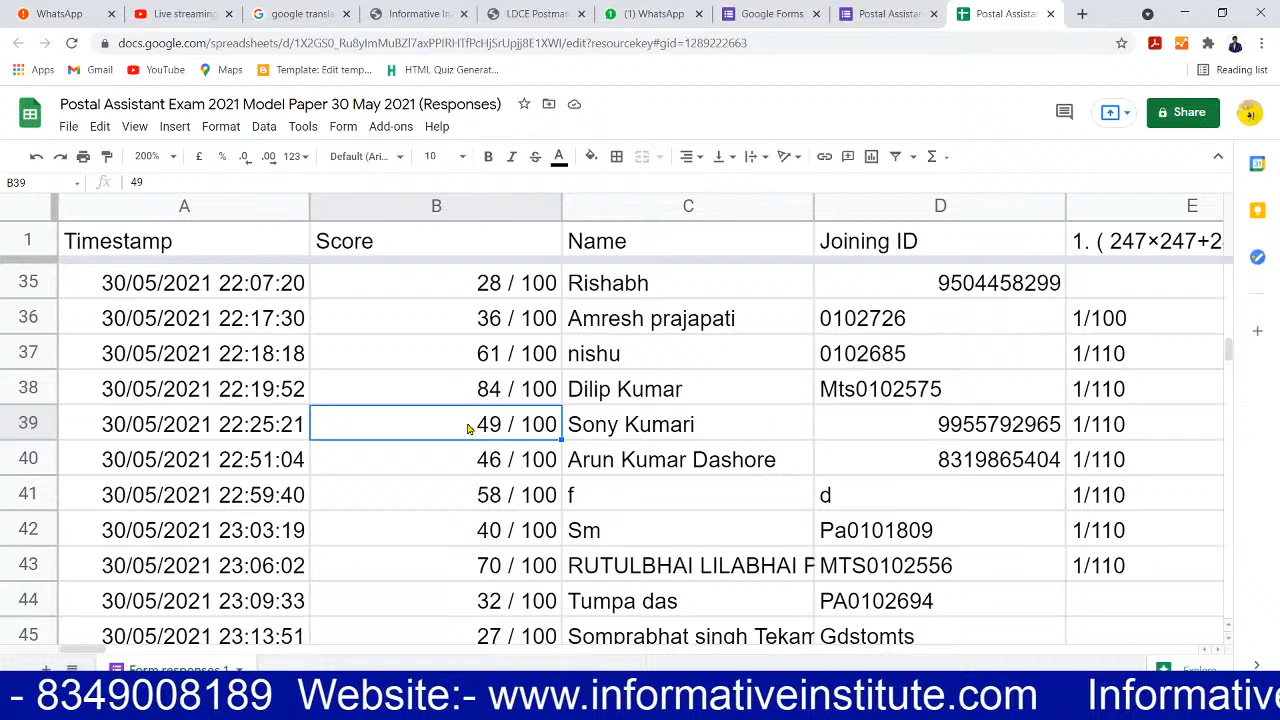 WhatsApp Live streaming google transla Informative In LDCE Postman (1) WhatsApp Google Forms Postal Assistan Postal Assista
docs.google.com/spreadsheets/d/
Apps Gmail YouTube Maps Template: Edit temp... HTML Quiz Generat... Reading list
Postal Assistant Exam 2021 Model Paper 30 May 2021 (Responses)
File Edit View Insert Format Data Tools Form Add-ons Help
Share
200% £ % .0 .00 123 Default (Ari... 10 B I S A Σ
B39 fx 49
A B C D E
1 Timestamp Score Name Joining ID 1. ( 247×247+2
35 30/05/2021 22:07:20 28 / 100 Rishabh 9504458299
36 30/05/2021 22:17:30 36 / 100 Amresh prajapati 0102726 1/100
37 30/05/2021 22:18:18 61 / 100 nishu 0102685 1/110
38 30/05/2021 22:19:52 84 / 100 Dilip Kumar Mts0102575 1/110
39 30/05/2021 22:25:21 49 / 100 Sony Kumari 9955792965 1/110
40 30/05/2021 22:51:04 46 / 100 Arun Kumar Dashore 8319865404 1/110
41 30/05/2021 22:59:40 58 / 100 f d 1/110
42 30/05/2021 23:03:19 40 / 100 Sm Pa0101809 1/110
43 30/05/2021 23:06:02 70 / 100 RUTULBHAI LILABHAI P MTS0102556 1/110
44 30/05/2021 23:09:33 32 / 100 Tumpa das PA0102694
45 30/05/2021 23:13:51 27 / 100 Somprabhat singh Tekam Gdstomts
Form responses 1 Explore
- 8349008189 Website:- www.informativeinstitute.com Informative